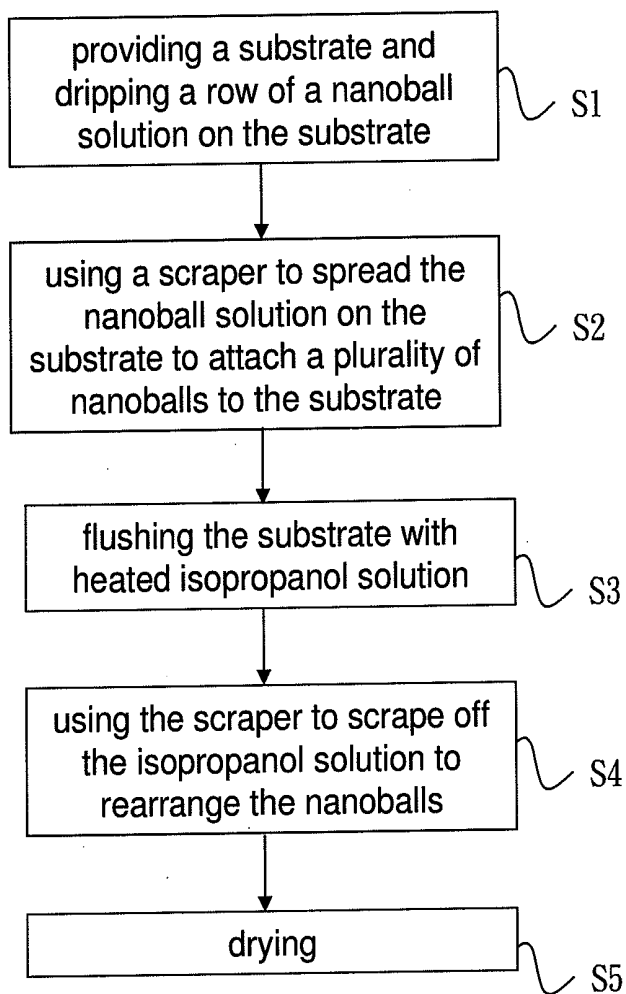 providing a substrate and
dripping a row of a nanoball
solution on the substrate
S1
using a scraper to spread the
nanoball solution on the
substrate to attach a plurality of
nanoballs to the substrate
S2
flushing the substrate with
heated isopropanol solution
S3
using the scraper to scrape off
the isopropanol solution to
rearrange the nanoballs
S4
drying
S5